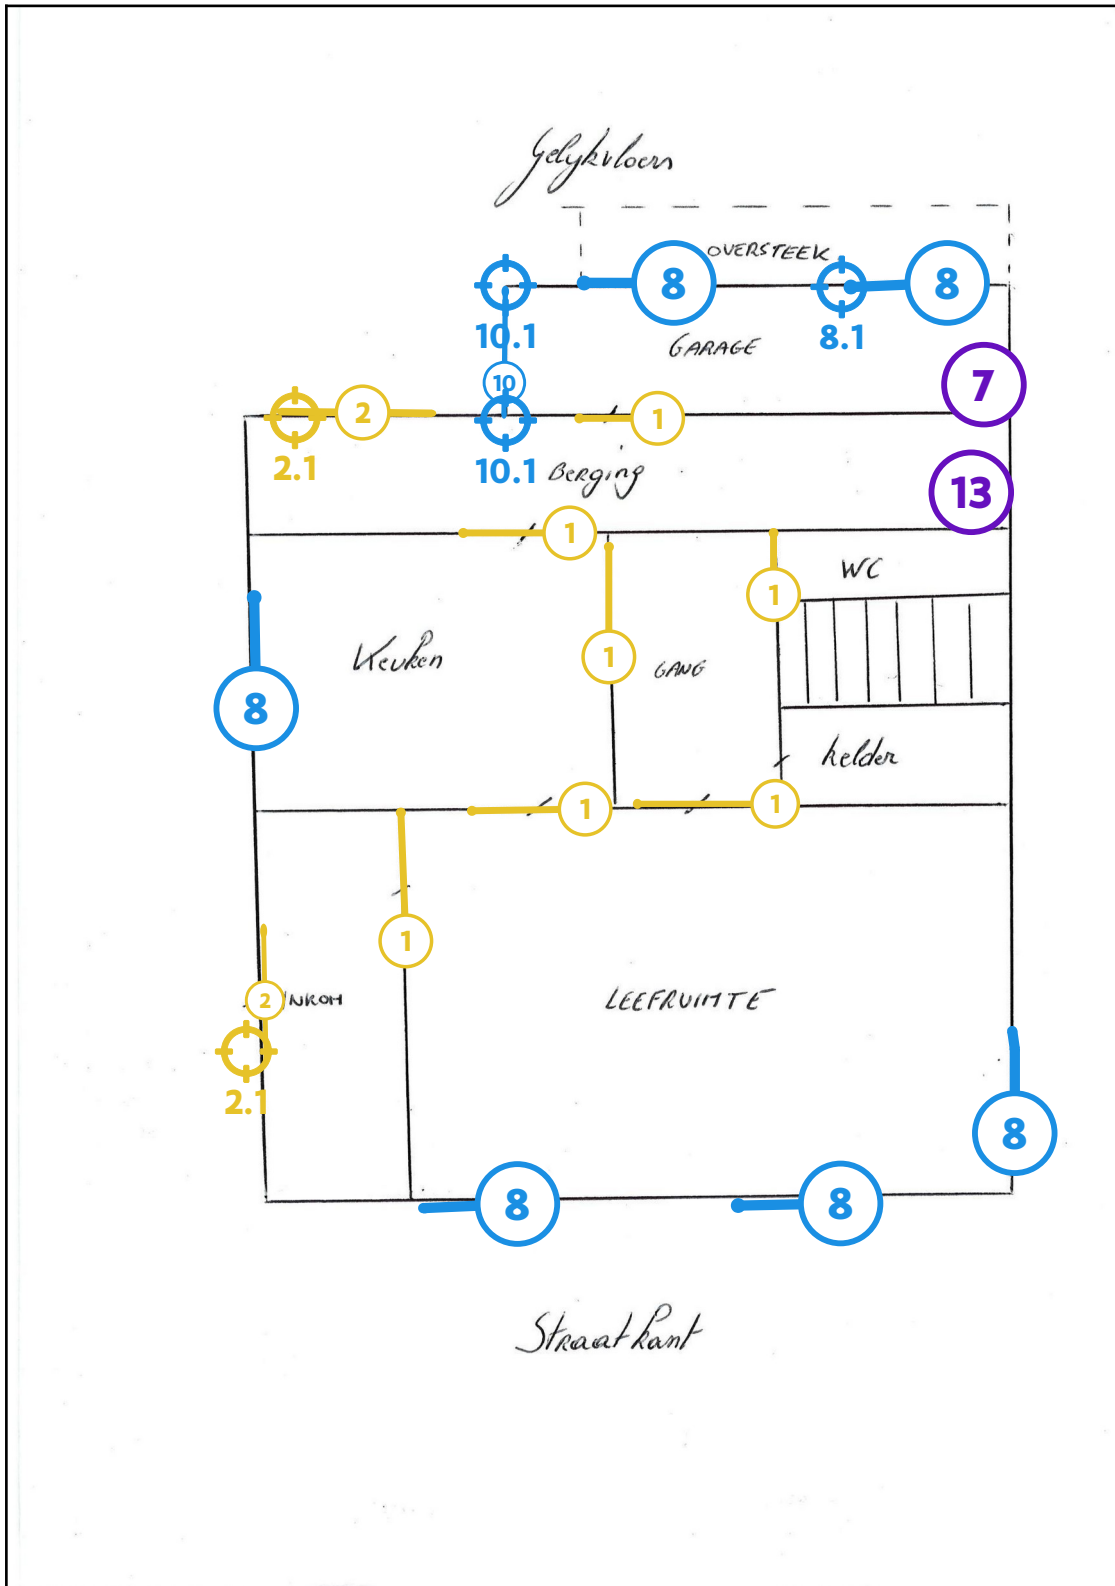 Gelykvloers
OVERSTEEK
8 8
10.1 8.1
GARAGE
10 7
2 1
2.1 10.1 Berging 13
1
WC
1
Keuken 1 GANG
8
kelder
1 1
1
2 NKOM LEEFRUIMTE
2.1
8
8 8
Straatkant